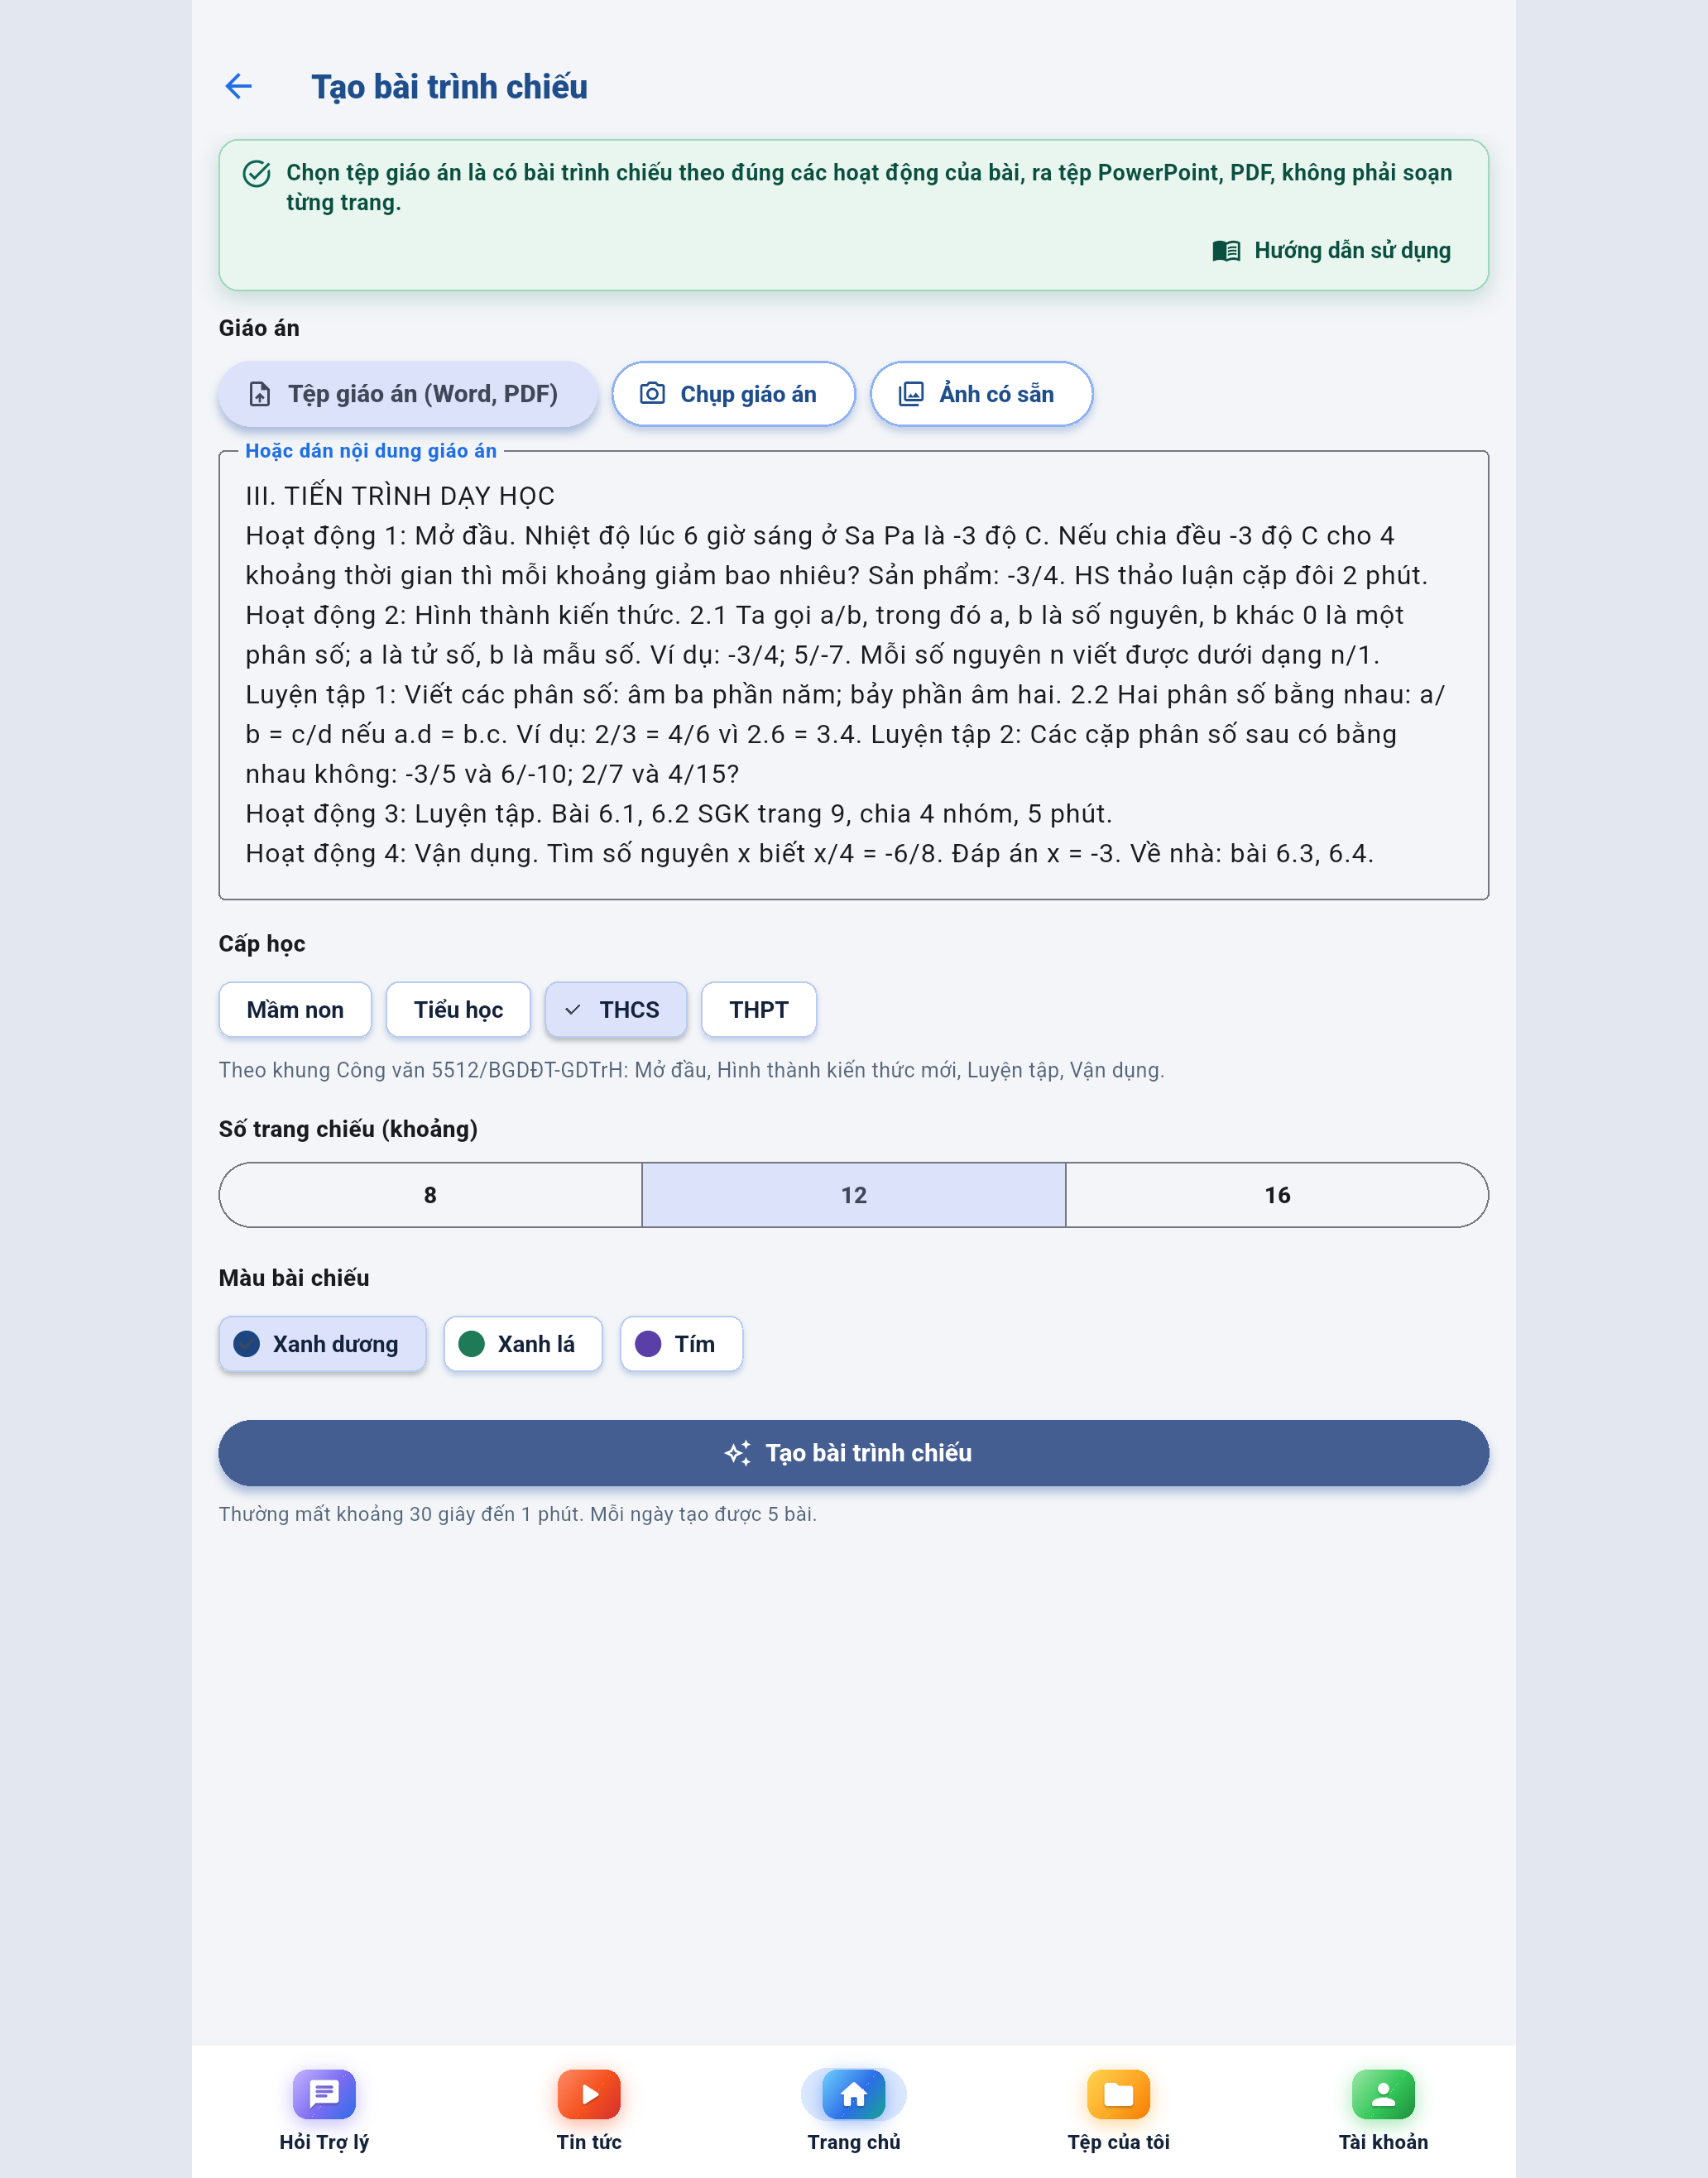 Tạo bài trình chiếu
Chọn tệp giáo án là có bài trình chiếu theo đúng các hoạt động của bài, ra tệp PowerPoint, PDF, không phải soạn
từng trang.
Hướng dẫn sử dụng
Giáo án
Tệp giáo án (Word, PDF)
Chụp giáo án
Ảnh có sẵn
Hoặc dán nội dung giáo án
III. TIẾN TRÌNH DẠY HỌC
Hoạt động 1: Mở đầu. Nhiệt độ lúc 6 giờ sáng ở Sa Pa là -3 độ C. Nếu chia đều -3 độ C cho 4
khoảng thời gian thì mỗi khoảng giảm bao nhiêu? Sản phẩm: -3/4. HS thảo luận cặp đôi 2 phút.
Hoạt động 2: Hình thành kiến thức. 2.1 Ta gọi a/b, trong đó a, b là số nguyên, b khác 0 là một
phân số; a là tử số, b là mẫu số. Ví dụ: -3/4; 5/-7. Mỗi số nguyên n viết được dưới dạng n/1.
Luyện tập 1: Viết các phân số: âm ba phần năm; bảy phần âm hai. 2.2 Hai phân số bằng nhau: a/
b = c/d nếu a.d = b.c. Ví dụ: 2/3 = 4/6 vì 2.6 = 3.4. Luyện tập 2: Các cặp phân số sau có bằng
nhau không: -3/5 và 6/-10; 2/7 và 4/15?
Hoạt động 3: Luyện tập. Bài 6.1, 6.2 SGK trang 9, chia 4 nhóm, 5 phút.
Hoạt động 4: Vận dụng. Tìm số nguyên x biết x/4 = -6/8. Đáp án x = -3. Về nhà: bài 6.3, 6.4.
Cấp học
Mầm non
Tiểu học
THCS
THPT
Theo khung Công văn 5512/BGDĐT-GDTrH: Mở đầu, Hình thành kiến thức mới, Luyện tập, Vận dụng.
Số trang chiếu (khoảng)
8
12
16
Màu bài chiếu
Xanh dương
Xanh lá
Tím
Tạo bài trình chiếu
Thường mất khoảng 30 giây đến 1 phút. Mỗi ngày tạo được 5 bài.
Hỏi Trợ lý
Tin tức
Trang chủ
Tệp của tôi
Tài khoản